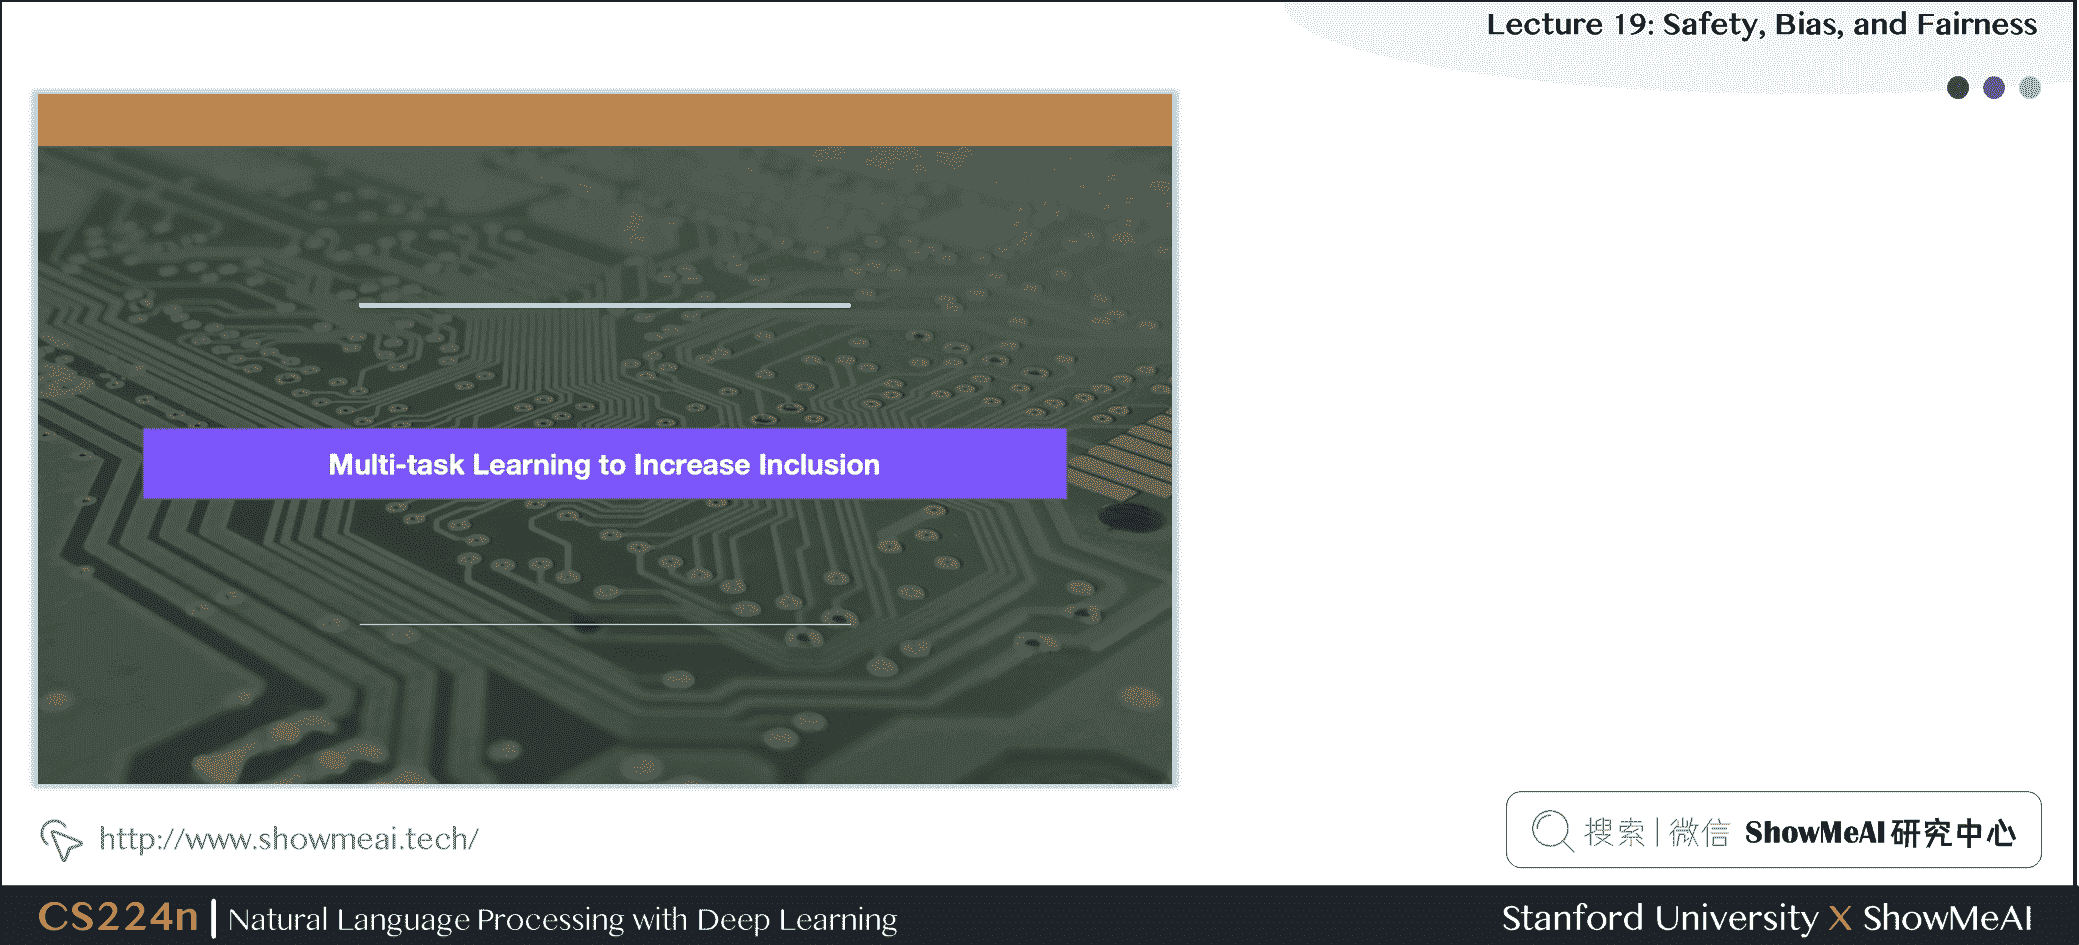 Lecture 19: Safety, Bias, and Fairness
Multi-task Learning to Increase Inclusion
http://www.showmeai.tech/
搜索 | 微信 ShowMeAI 研究中心
CS224n | Natural Language Processing with Deep Learning
Stanford University X ShowMeAI